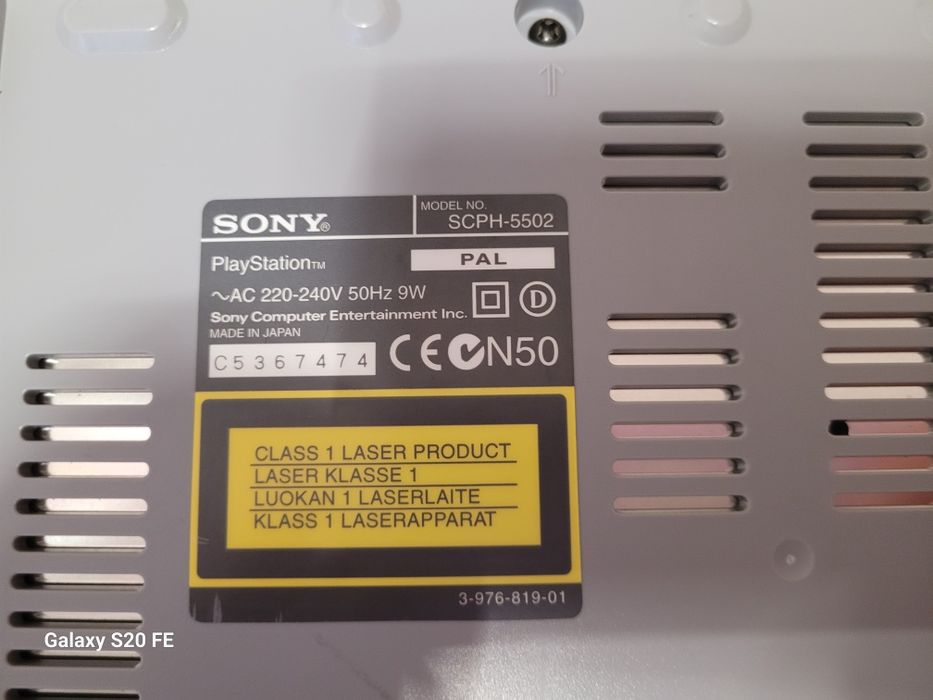 SONY®
MODEL NO.
SCPH-5502
PlayStation™
PAL
~AC 220-240V 50Hz 9W
Sony Computer Entertainment Inc.
D
MADE IN JAPAN
C5367474
CE N50
CLASS 1 LASER PRODUCT
LASER KLASSE 1
LUOKAN 1 LASERLAITE
KLASS 1 LASERAPPARAT
3-976-819-01
Galaxy S20 FE